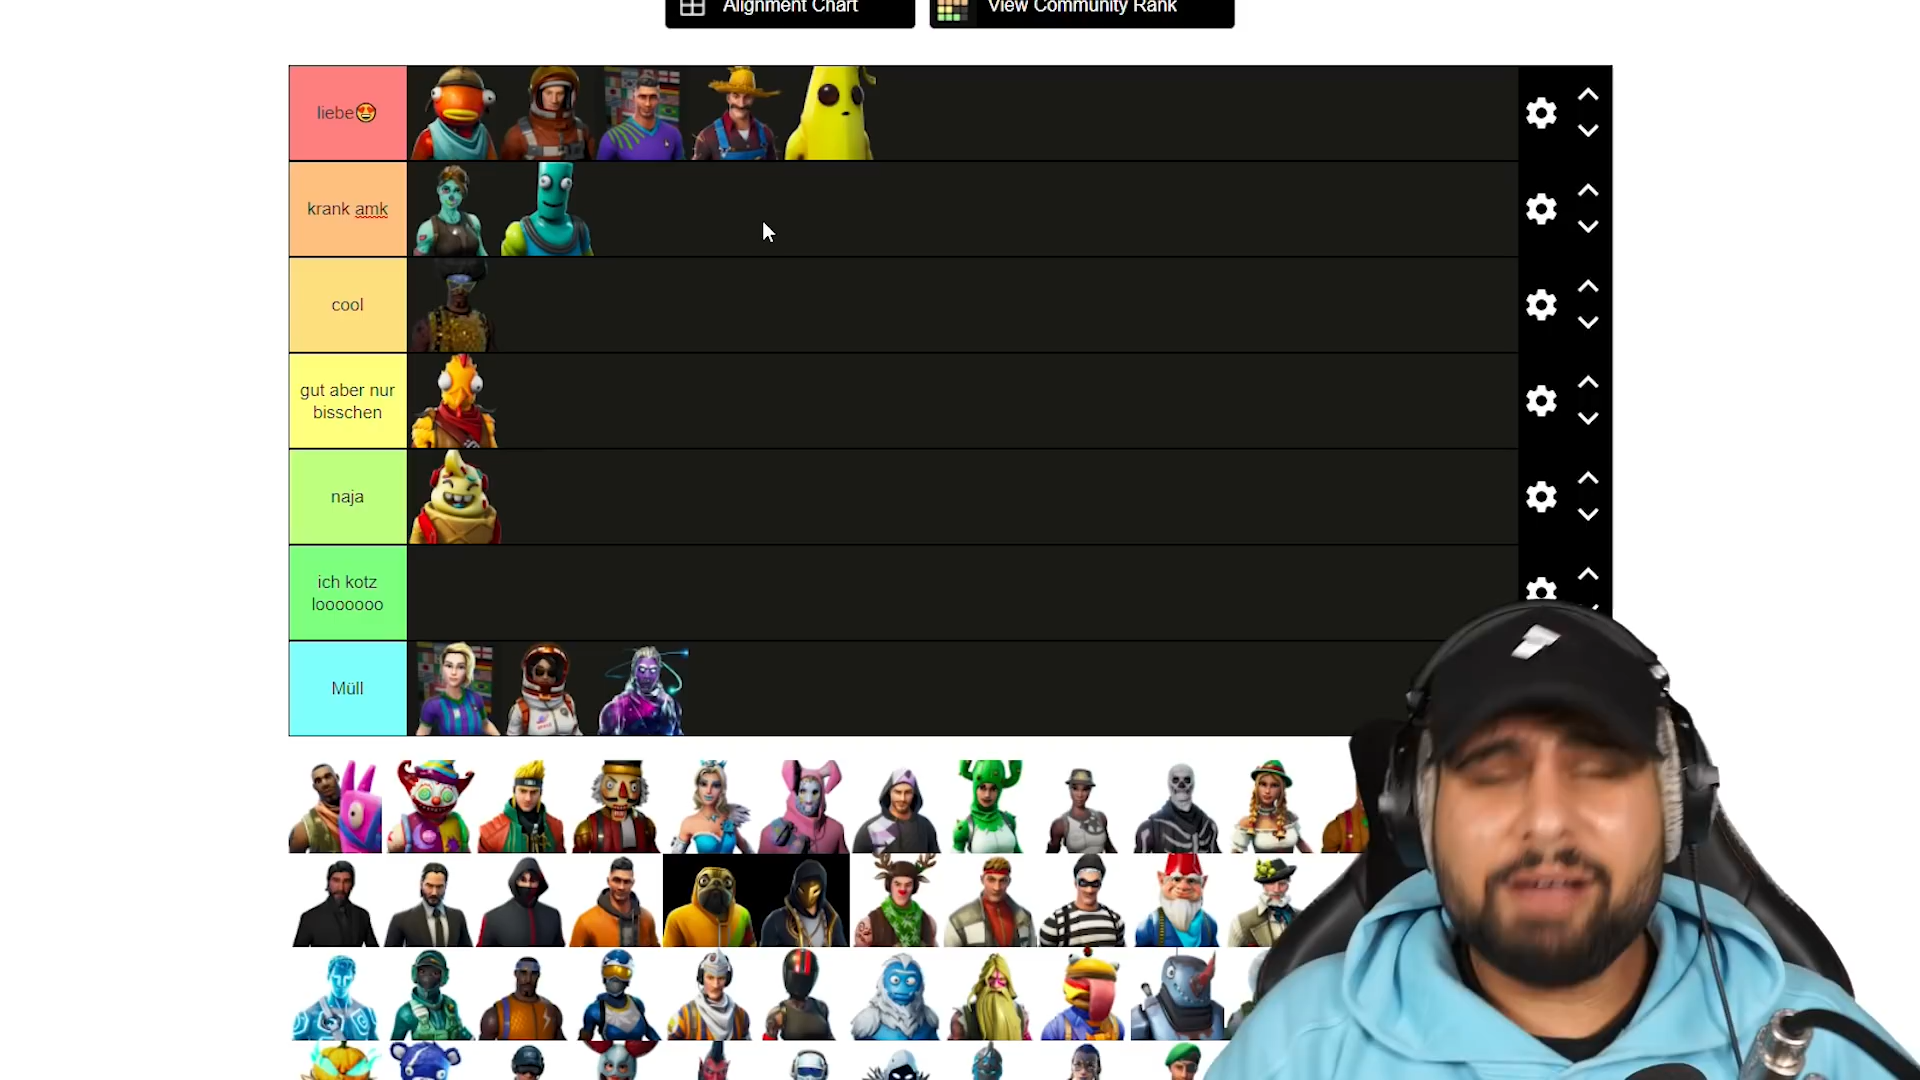 Alignment Chart
View Community Rank
liebe😍
krank amk
cool
gut aber nur
bisschen
naja
ich kotz
looooooo
Müll